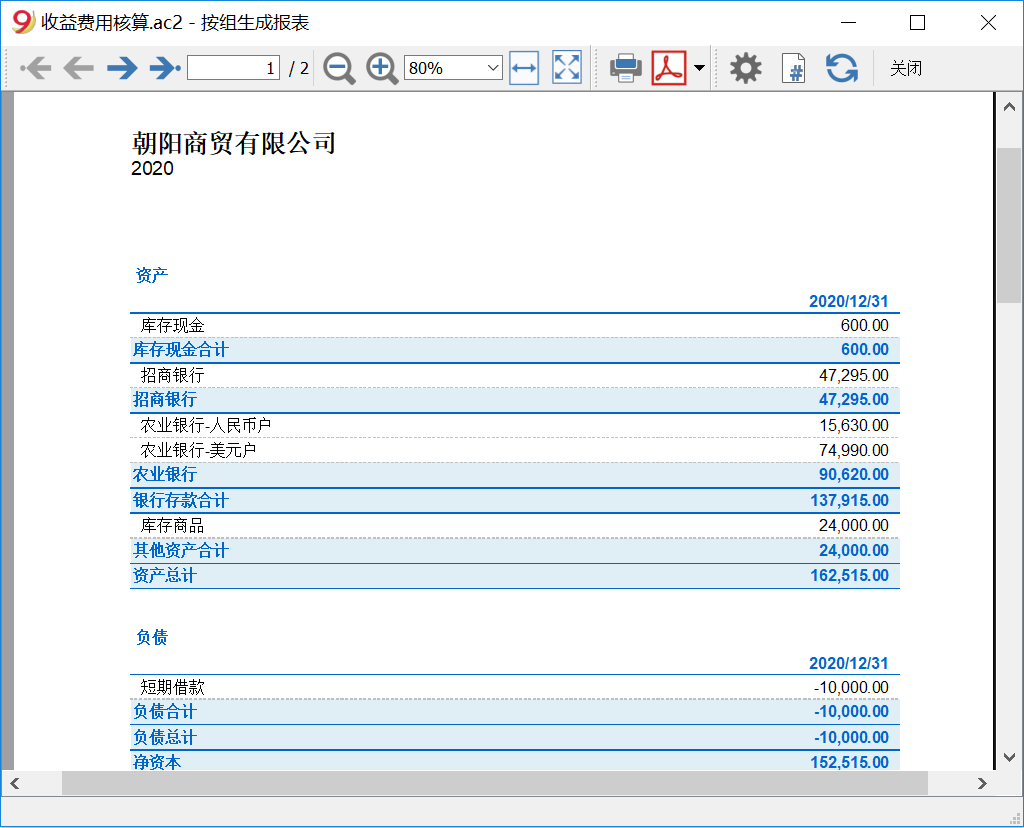 收益费用核算.ac2 - 按组生成报表
1 / 2 80% 关闭
朝阳商贸有限公司
2020
资产
2020/12/31
库存现金 600.00
库存现金合计 600.00
招商银行 47,295.00
招商银行 47,295.00
农业银行-人民币户 15,630.00
农业银行-美元户 74,990.00
农业银行 90,620.00
银行存款合计 137,915.00
库存商品 24,000.00
其他资产合计 24,000.00
资产总计 162,515.00
负债
2020/12/31
短期借款 -10,000.00
负债合计 -10,000.00
负债总计 -10,000.00
净资本 152,515.00